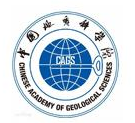 中国地质科学院
CAGS
CHINESE ACADEMY OF GEOLOGICAL SCIENCES